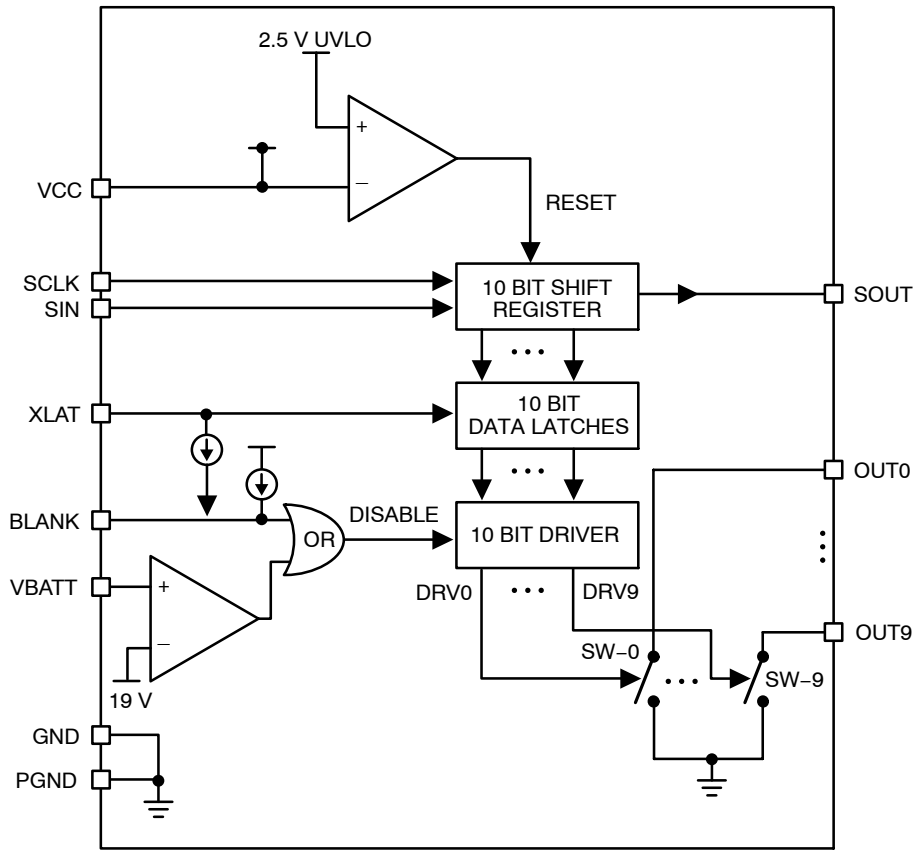 2.5 V UVLO
+
−
VCC
RESET
SCLK
SIN
10 BIT SHIFT
REGISTER
SOUT
XLAT
10 BIT
DATA LATCHES
OUT0
BLANK
OR
DISABLE
10 BIT DRIVER
VBATT
+
−
DRV0
DRV9
OUT9
SW−0
SW−9
19 V
GND
PGND